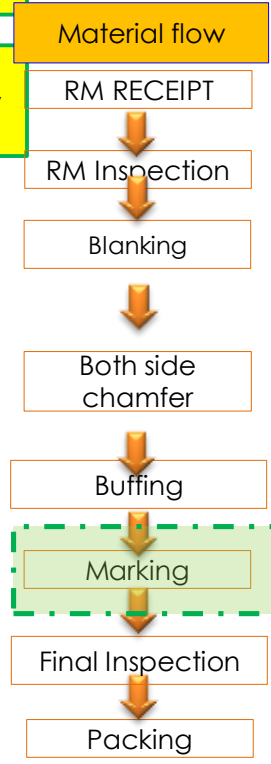 Material flow
RM RECEIPT
RM Inspection
Blanking
Both side
chamfer
Buffing
Marking
Final Inspection
Packing